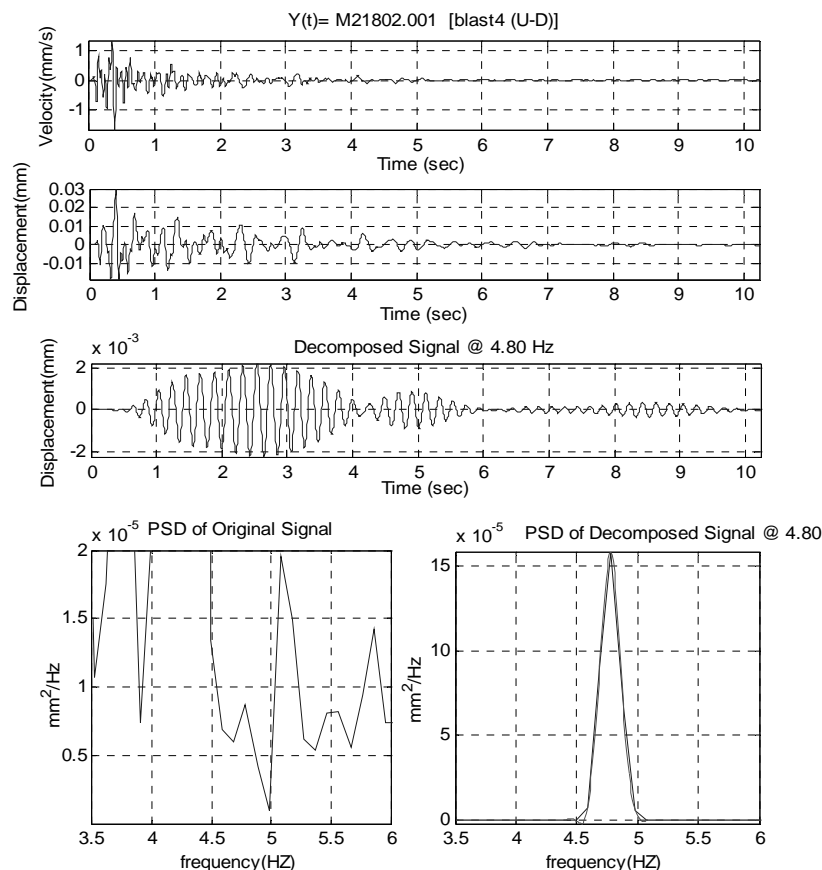 Y(t)= M21802.001 [blast4 (U-D)]
Velocity(mm/s)
1
0
-1
0 1 2 3 4 5 6 7 8 9 10
Time (sec)
Displacement(mm)
0.03
0.02
0.01
0
-0.01
0 1 2 3 4 5 6 7 8 9 10
Time (sec)
x 10^-3
Decomposed Signal @ 4.80 Hz
Displacement(mm)
2
0
-2
0 1 2 3 4 5 6 7 8 9 10
Time (sec)
x 10^-5
PSD of Original Signal
mm^2/Hz
2
1.5
1
0.5
3.5 4 4.5 5 5.5 6
frequency(HZ)
x 10^-5
PSD of Decomposed Signal @ 4.80
mm^2/Hz
15
10
5
0
3.5 4 4.5 5 5.5 6
frequency(HZ)